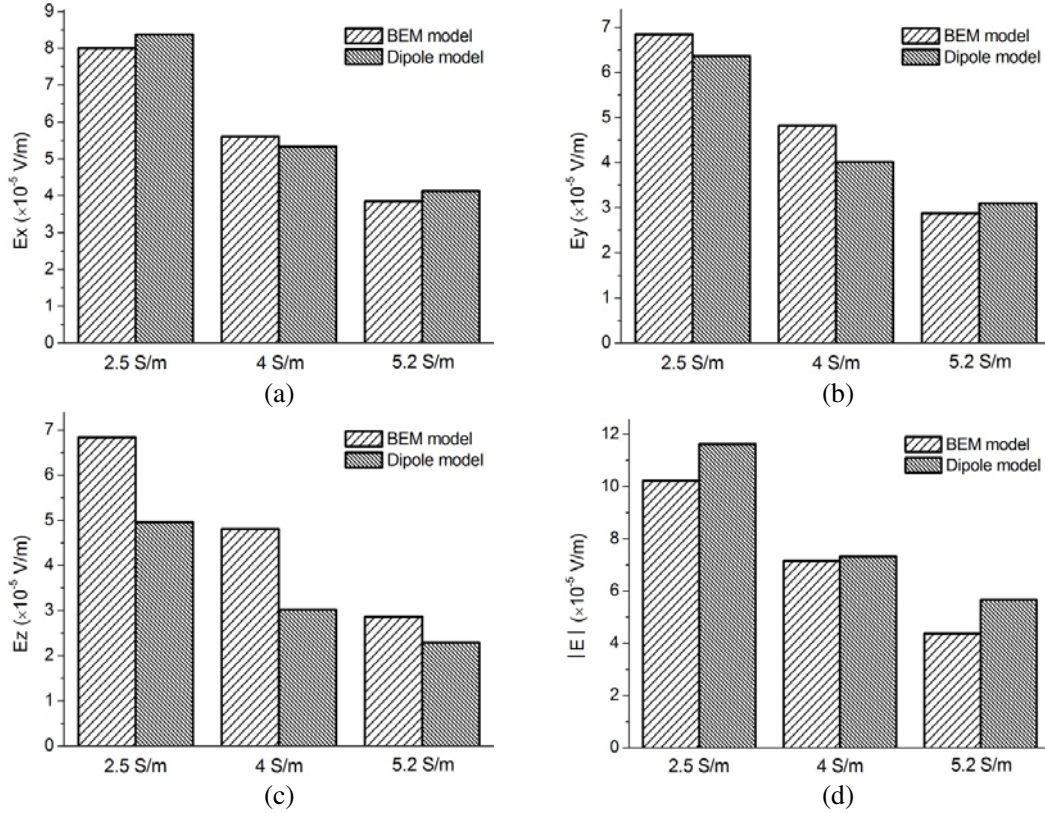 9
8
7
6
5
4
3
2
1
0
Ex (×10⁻⁵ V/m)
BEM model
Dipole model
2.5 S/m 4 S/m 5.2 S/m
(a)
7
6
5
4
3
2
1
0
Ey (×10⁻⁵ V/m)
BEM model
Dipole model
2.5 S/m 4 S/m 5.2 S/m
(b)
7
6
5
4
3
2
1
0
Ez (×10⁻⁵ V/m)
BEM model
Dipole model
2.5 S/m 4 S/m 5.2 S/m
(c)
12
10
8
6
4
2
0
|E| (×10⁻⁵ V/m)
BEM model
Dipole model
2.5 S/m 4 S/m 5.2 S/m
(d)